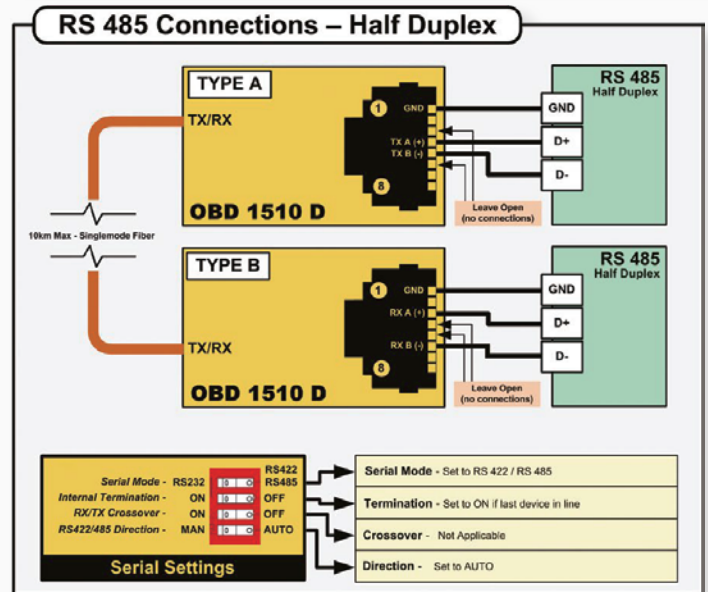 RS 485 Connections – Half Duplex
TYPE A
TX/RX
1
GND
TX A (+)
TX B (-)
8
OBD 1510 D
Leave Open
(no connections)
RS 485
Half Duplex
GND
D+
D-
10km Max - Singlemode Fiber
TYPE B
TX/RX
1
GND
RX A (+)
RX B (-)
8
OBD 1510 D
Leave Open
(no connections)
RS 485
Half Duplex
GND
D+
D-
RS422
Serial Mode - RS232 RS485
Internal Termination - ON OFF
RX/TX Crossover - ON OFF
RS422/485 Direction - MAN AUTO
Serial Settings
Serial Mode - Set to RS 422 / RS 485
Termination - Set to ON if last device in line
Crossover - Not Applicable
Direction - Set to AUTO